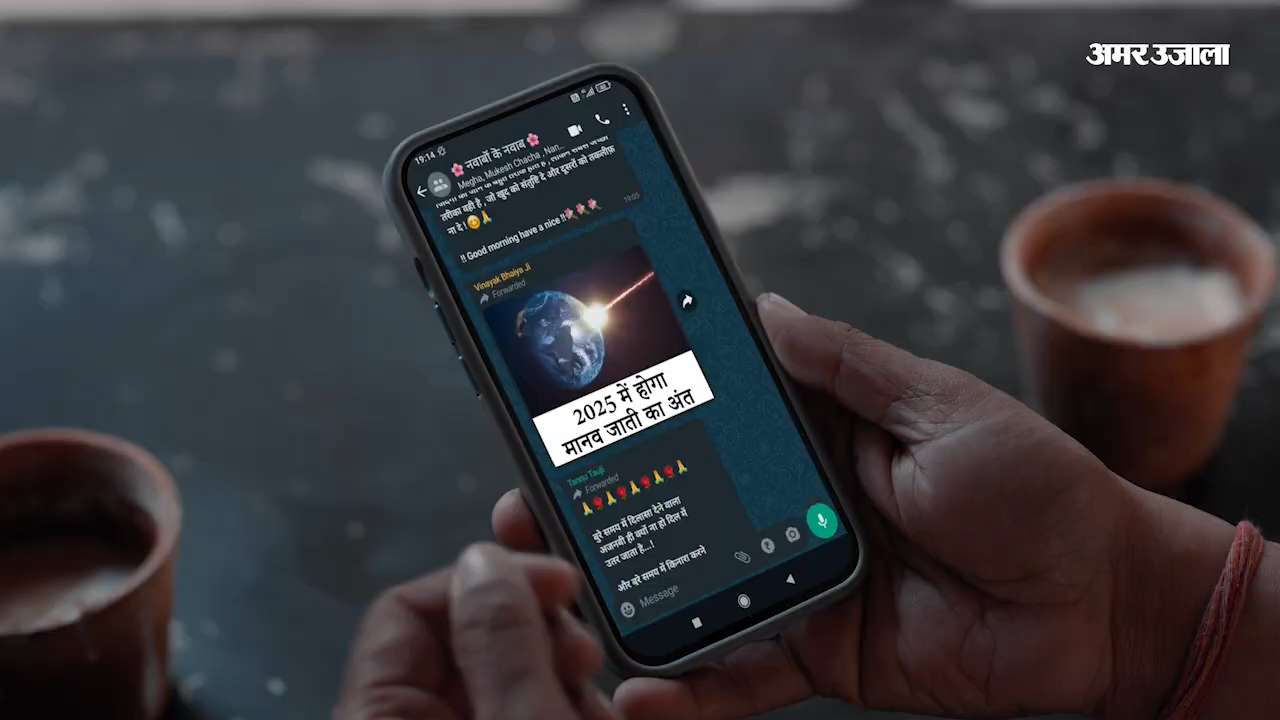 अमर उजाला
19:14
🌸 नवाबों के नवाब 🌸
Megha, Mukesh Chacha , Nan...
तरीका वही है , जो खुद को संतुष्टि दे और दूसरों को तकलीफ़
ना दे ! 😊🙏
!! Good morning have a nice !!💐💐💐
19:05
Vinayak Bhaiya Ji
Forwarded
2025 में होगा
मानव जाती का अंत
Tannu Tauji
Forwarded
🙏🌹🙏🌹🙏🌹🙏🌹🙏
बुरे समय में दिलासा देने वाला
अजनबी ही क्यों ना हो दिल में
उतर जाता है...!
और बुरे समय में किनारा करने
Message